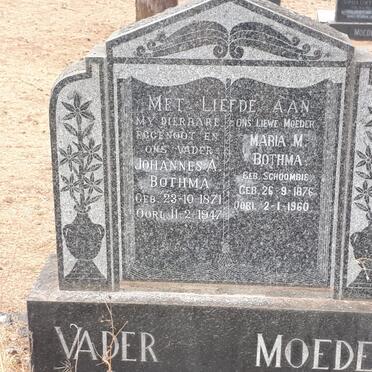 MET LIEFDE AAN
MY DIERBARE
EGGENOOT EN
ONS VADER
JOHANNES A.
BOTHMA
GEB. 23-10-1871
OORL. 11-2-1947
ONS LIEWE MOEDER
MARIA M.
BOTHMA
GEB. SCHOOMBIE
GEB. 26-9-1876
OORL. 2-1-1960.
VADER
MOEDE